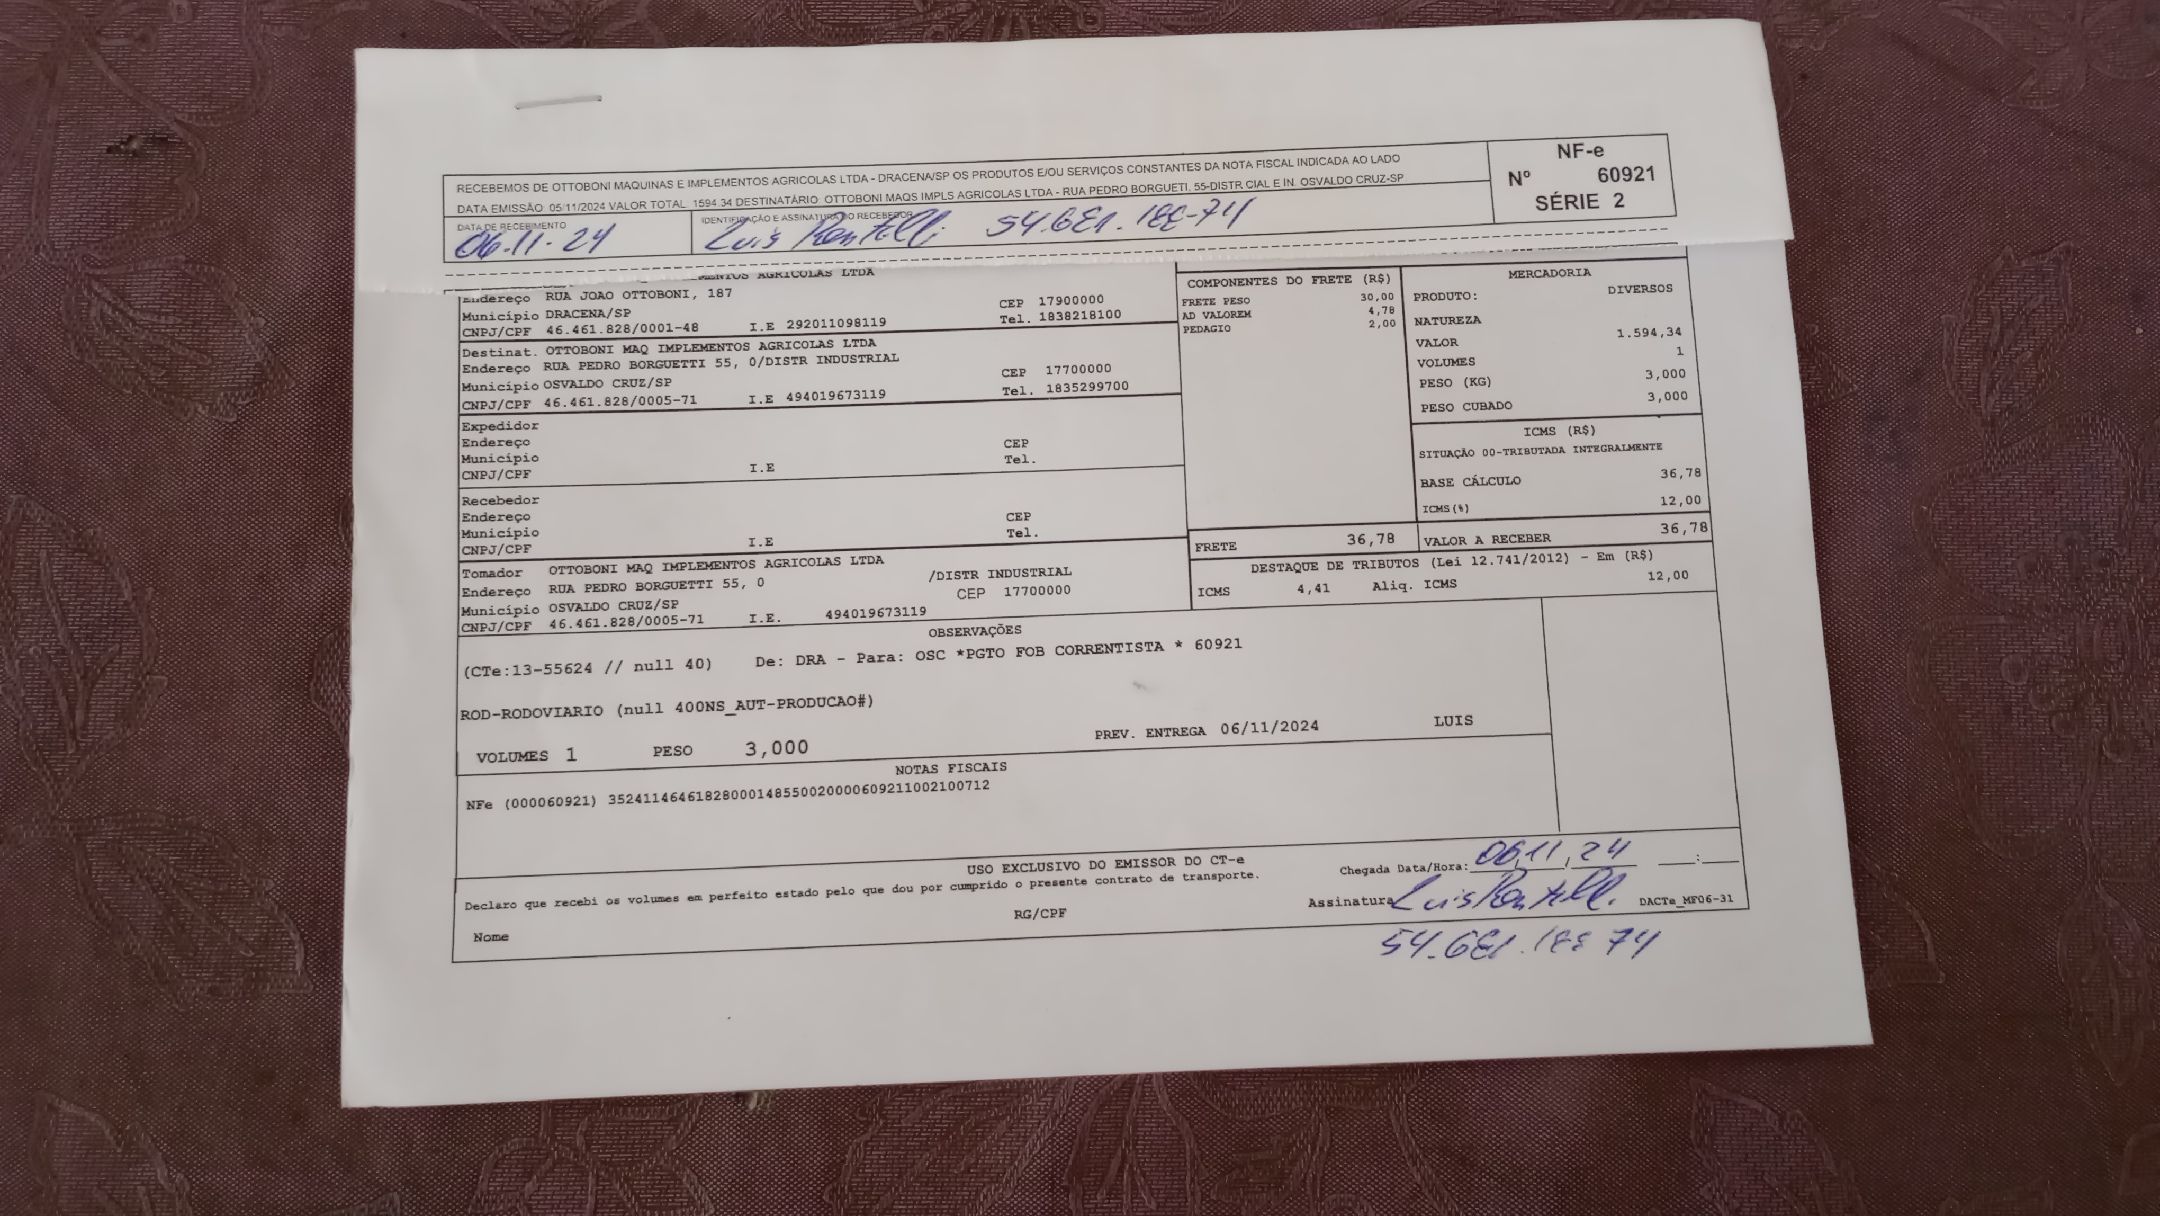 RECEBEMOS DE OTTOBONI MAQUINAS E IMPLEMENTOS AGRICOLAS LTDA - DRACENA/SP OS PRODUTOS E/OU SERVIÇOS CONSTANTES DA NOTA FISCAL INDICADA AO LADO
DATA EMISSÃO: 05/11/2024 VALOR TOTAL: 1594.34 DESTINATÁRIO: OTTOBONI MAQS IMPLS AGRICOLAS LTDA - RUA PEDRO BORGUETI, 55-DISTR CIAL E IN, OSVALDO CRUZ-SP
NF-e
Nº 60921
SÉRIE 2
DATA DE RECEBIMENTO
06.11.24
IDENTIFICAÇÃO E ASSINATURA DO RECEBEDOR
Luis
MENTOS AGRICOLAS LTDA
Endereço RUA JOAO OTTOBONI, 187
CEP 17900000
Município DRACENA/SP
Tel. 1838218100
CNPJ/CPF 46.461.828/0001-48 I.E 292011098119
Destinat. OTTOBONI MAQ IMPLEMENTOS AGRICOLAS LTDA
Endereço RUA PEDRO BORGUETTI 55, 0/DISTR INDUSTRIAL
CEP 17700000
Município OSVALDO CRUZ/SP
Tel. 1835299700
CNPJ/CPF 46.461.828/0005-71 I.E 494019673119
Expedidor
Endereço CEP
Município Tel.
CNPJ/CPF I.E
Recebedor
Endereço CEP
Município Tel.
CNPJ/CPF I.E
Tomador OTTOBONI MAQ IMPLEMENTOS AGRICOLAS LTDA
Endereço RUA PEDRO BORGUETTI 55, 0 /DISTR INDUSTRIAL
CEP 17700000
Município OSVALDO CRUZ/SP
CNPJ/CPF 46.461.828/0005-71 I.E. 494019673119
COMPONENTES DO FRETE (R$)
FRETE PESO 30,00
AD VALOREM 4,78
PEDAGIO 2,00
MERCADORIA
PRODUTO: DIVERSOS
NATUREZA
VALOR 1.594,34
VOLUMES 1
PESO (KG) 3,000
PESO CUBADO 3,000
ICMS (R$)
SITUAÇÃO 00-TRIBUTADA INTEGRALMENTE
BASE CÁLCULO 36,78
ICMS(%) 12,00
FRETE 36,78 VALOR A RECEBER 36,78
DESTAQUE DE TRIBUTOS (Lei 12.741/2012) - Em (R$)
ICMS 4,41 Aliq. ICMS 12,00
OBSERVAÇÕES
(CTe:13-55624 // null 40) De: DRA - Para: OSC *PGTO FOB CORRENTISTA * 60921
ROD-RODOVIARIO (null 400NS_AUT-PRODUCAO#)
VOLUMES 1 PESO 3,000 PREV. ENTREGA 06/11/2024 LUIS
NOTAS FISCAIS
NFe (000060921) 35241146461828000148550020000609211002100712
USO EXCLUSIVO DO EMISSOR DO CT-e
Declaro que recebi os volumes em perfeito estado pelo que dou por cumprido o presente contrato de transporte.
Chegada Data/Hora: 06,11,24 __:__
Nome RG/CPF
Assinatura Luis
DACTe_MF06-31